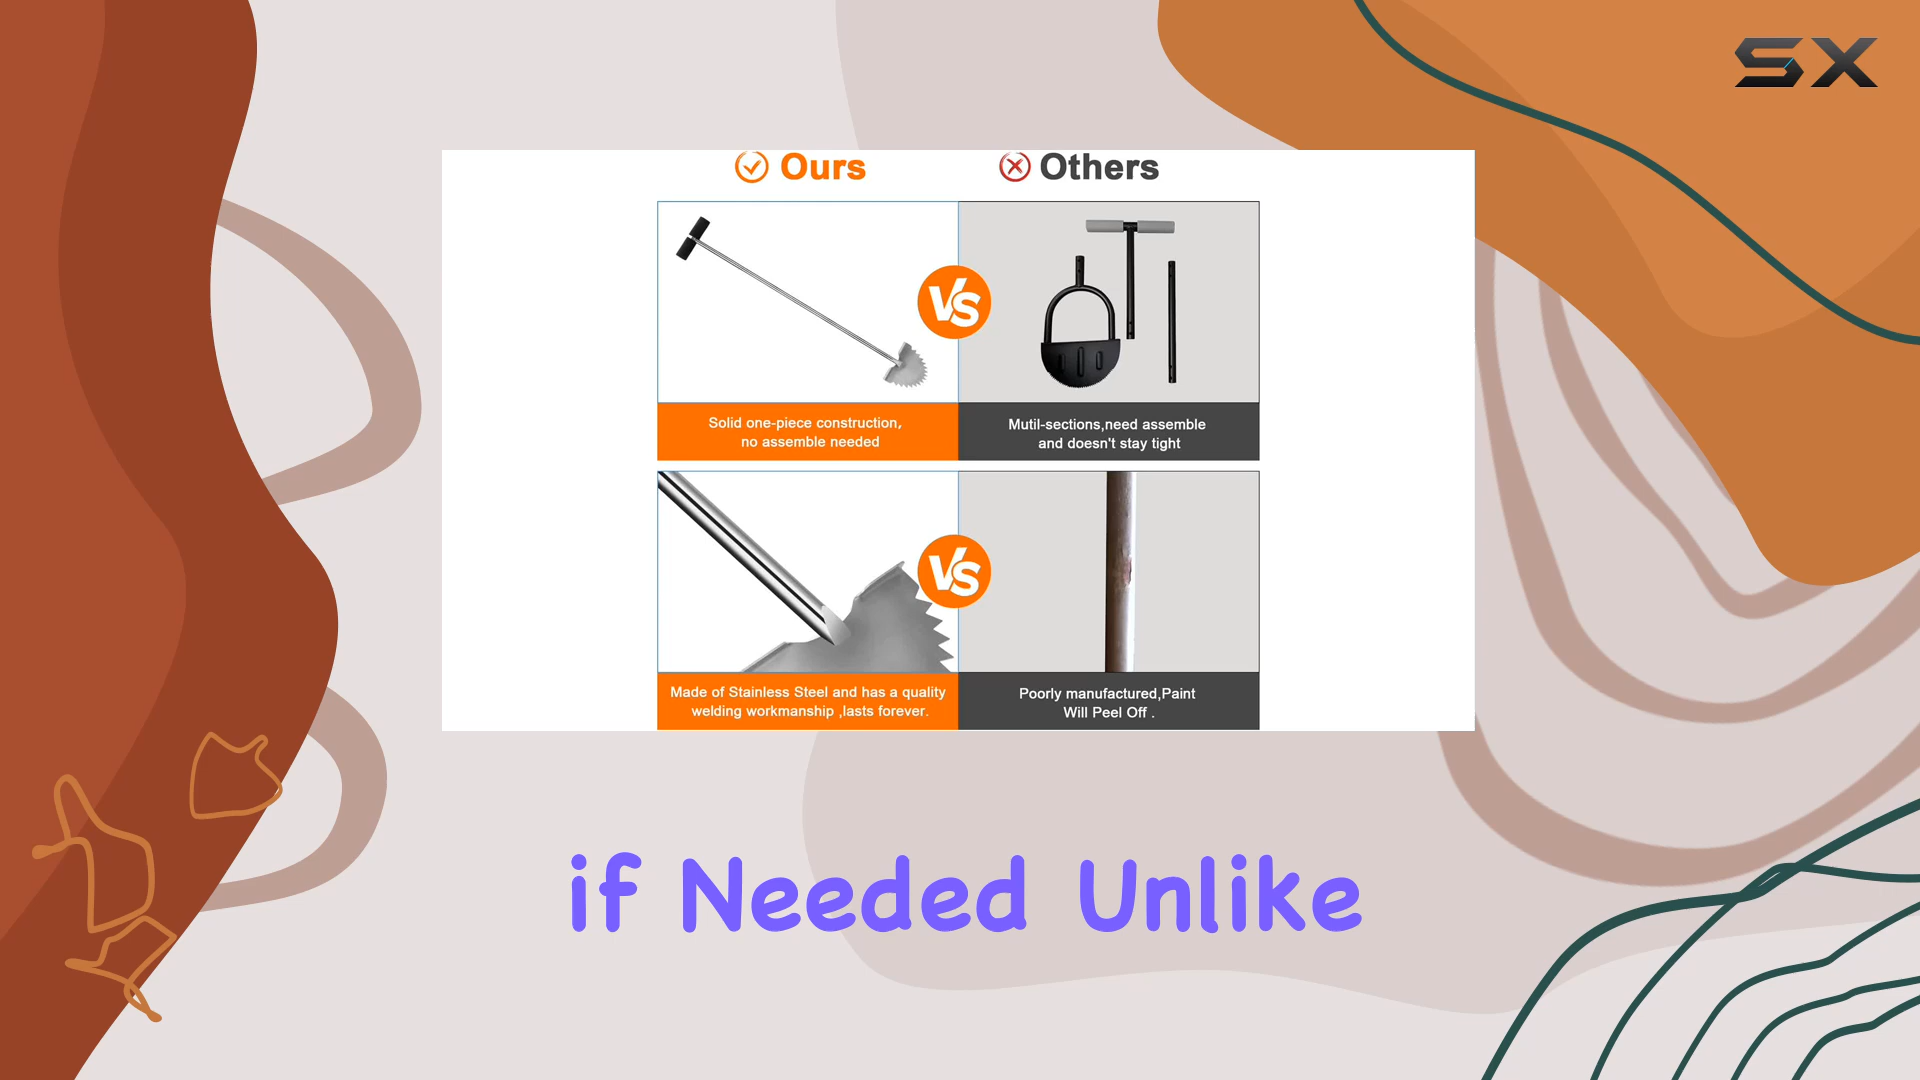 SX
Ours
Others
VS
Solid one-piece construction,
no assemble needed
Mutil-sections,need assemble
and doesn't stay tight
VS
Made of Stainless Steel and has a quality
welding workmanship ,lasts forever.
Poorly manufactured,Paint
Will Peel Off .
if Needed Unlike